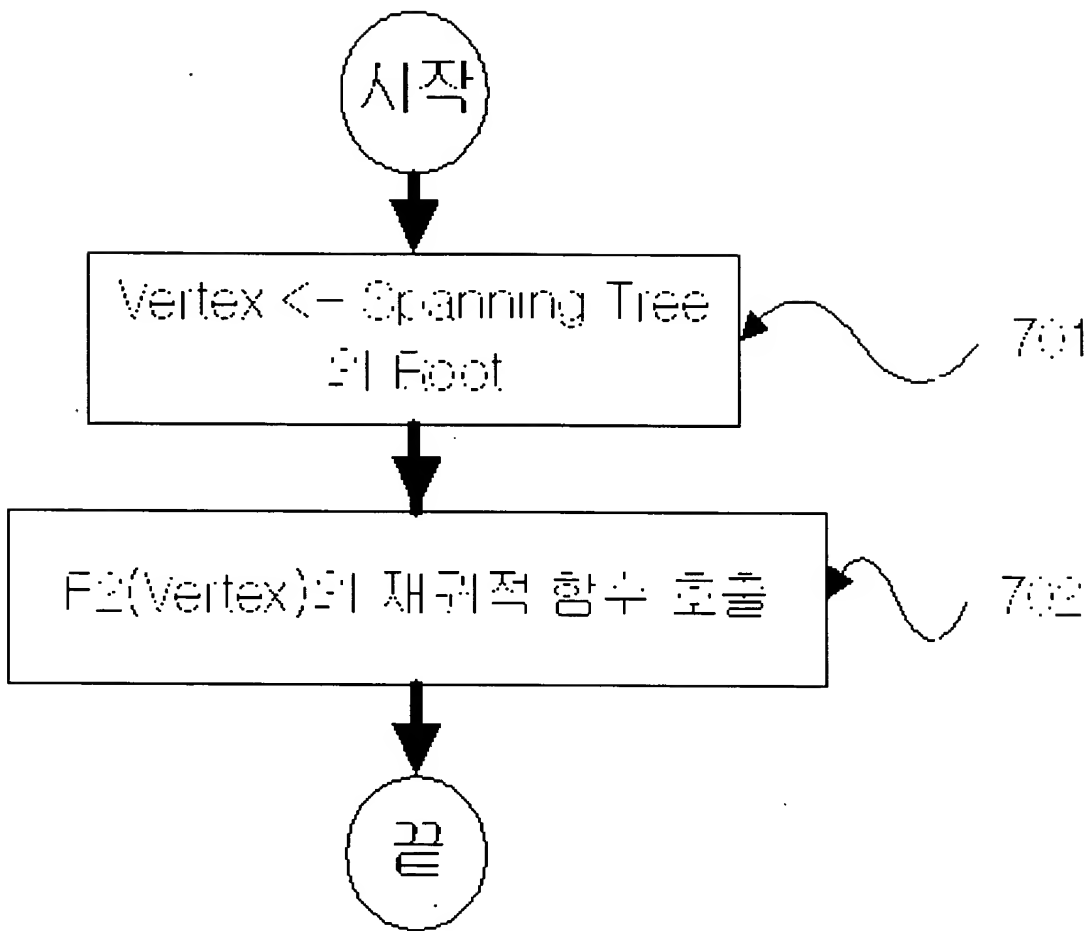 시작
Vertex <- Spanning Tree
의 Root
701
F2(Vertex)의 재귀적 함수 호출
702
끝